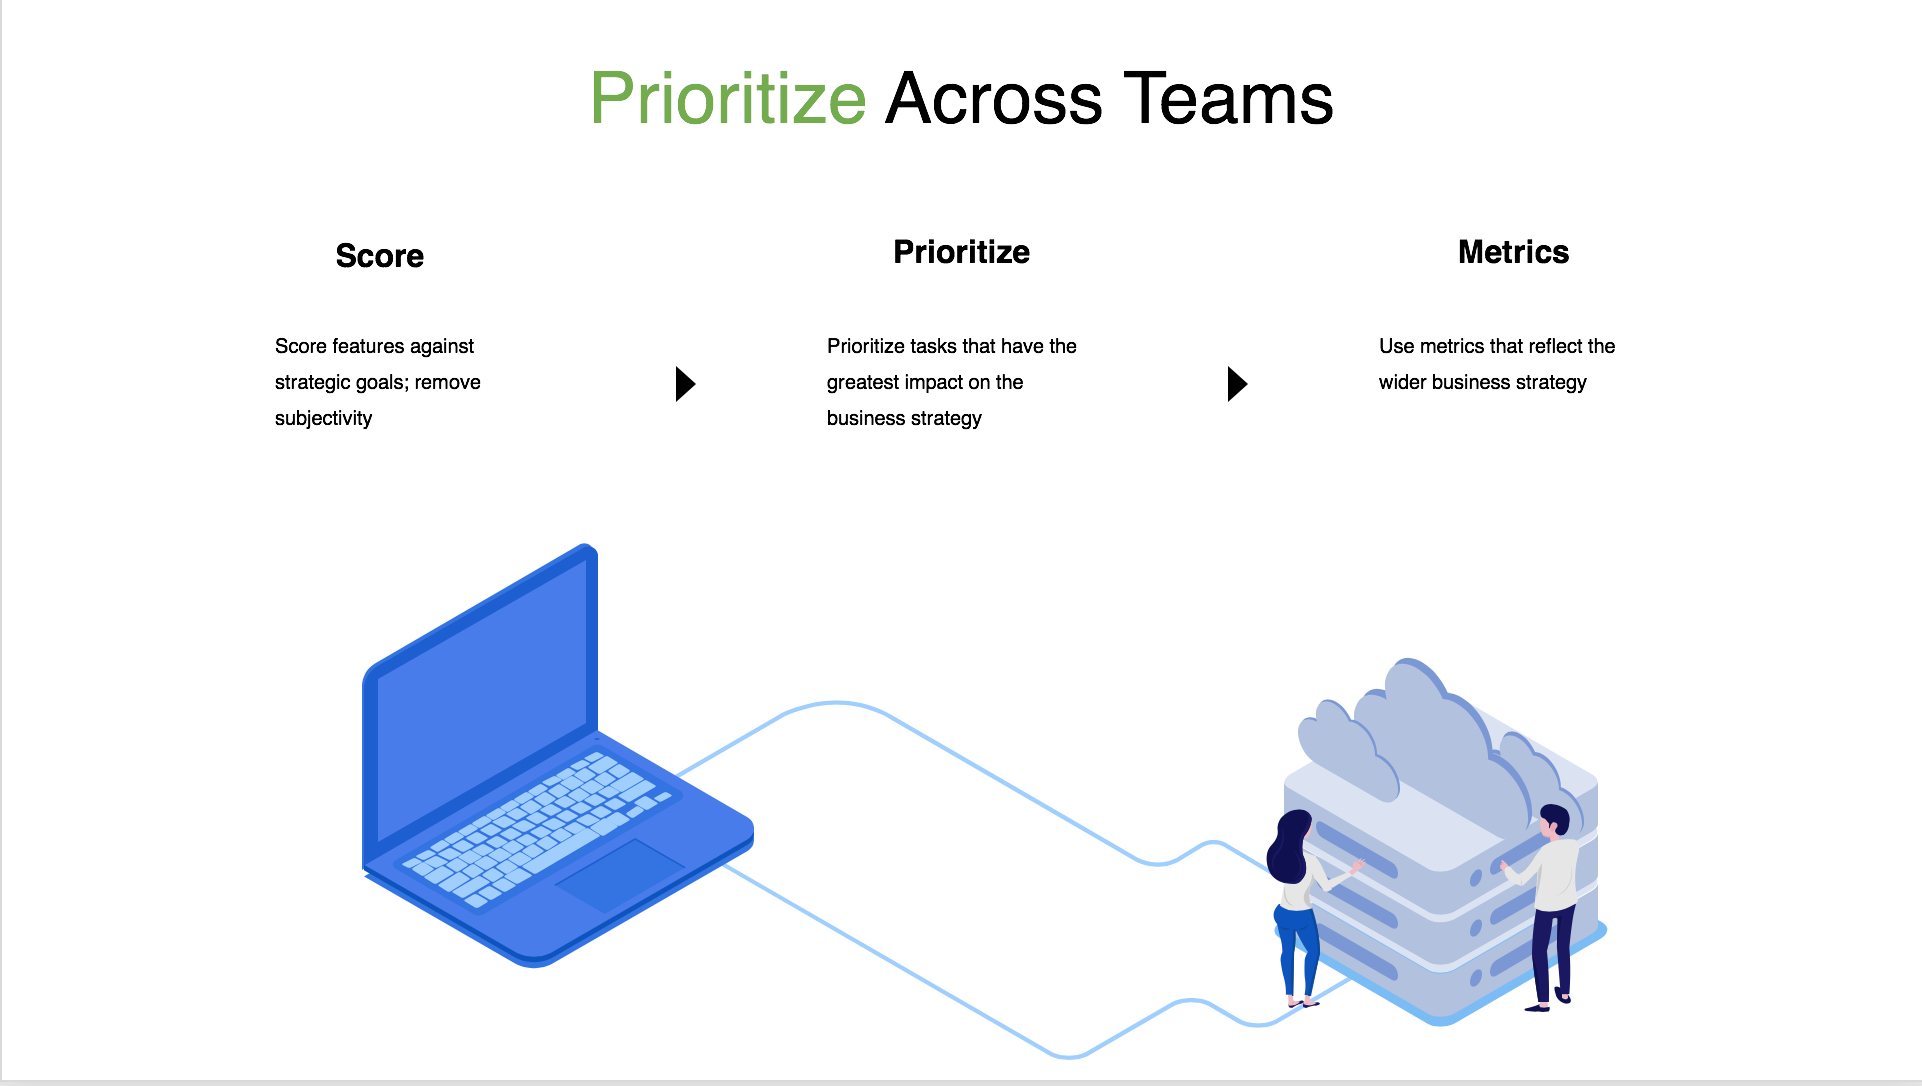 Prioritize Across Teams
Score
Score features against
strategic goals; remove
subjectivity
Prioritize
Prioritize tasks that have the
greatest impact on the
business strategy
Metrics
Use metrics that reflect the
wider business strategy